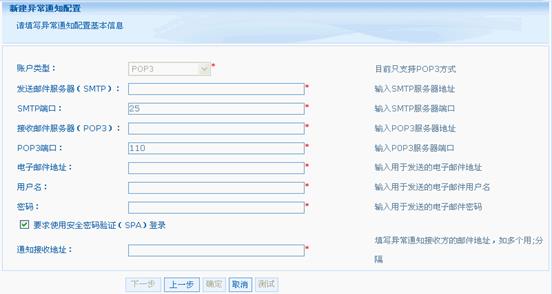 新建异常通知配置
请填写异常通知配置基本信息
账户类型： POP3 * 目前只支持POP3方式
发送邮件服务器（SMTP）： * 输入SMTP服务器地址
SMTP端口： 25 * 输入SMTP服务器端口
接收邮件服务器（POP3）： * 输入POP3服务器地址
POP3端口： 110 * 输入POP3服务器端口
电子邮件地址： * 输入用于发送的电子邮件地址
用户名： * 输入用于发送的电子邮件用户名
密码： * 输入用于发送的电子邮件密码
要求使用安全密码验证（SPA）登录
通知接收地址： * 填写异常通知接收方的邮件地址，如多个用;分
隔
下一步 上一步 确定 取消 测试